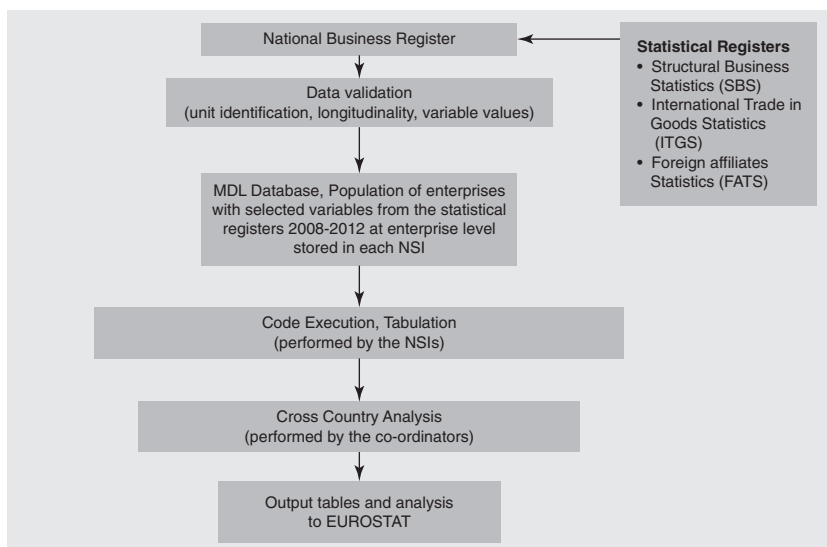 National Business Register
Statistical Registers
• Structural Business
Statistics (SBS)
• International Trade in
Goods Statistics
(ITGS)
• Foreign affiliates
Statistics (FATS)
Data validation
(unit identification, longitudinality, variable values)
MDL Database, Population of enterprises
with selected variables from the statistical
registers 2008-2012 at enterprise level
stored in each NSI
Code Execution, Tabulation
(performed by the NSIs)
Cross Country Analysis
(performed by the co-ordinators)
Output tables and analysis
to EUROSTAT